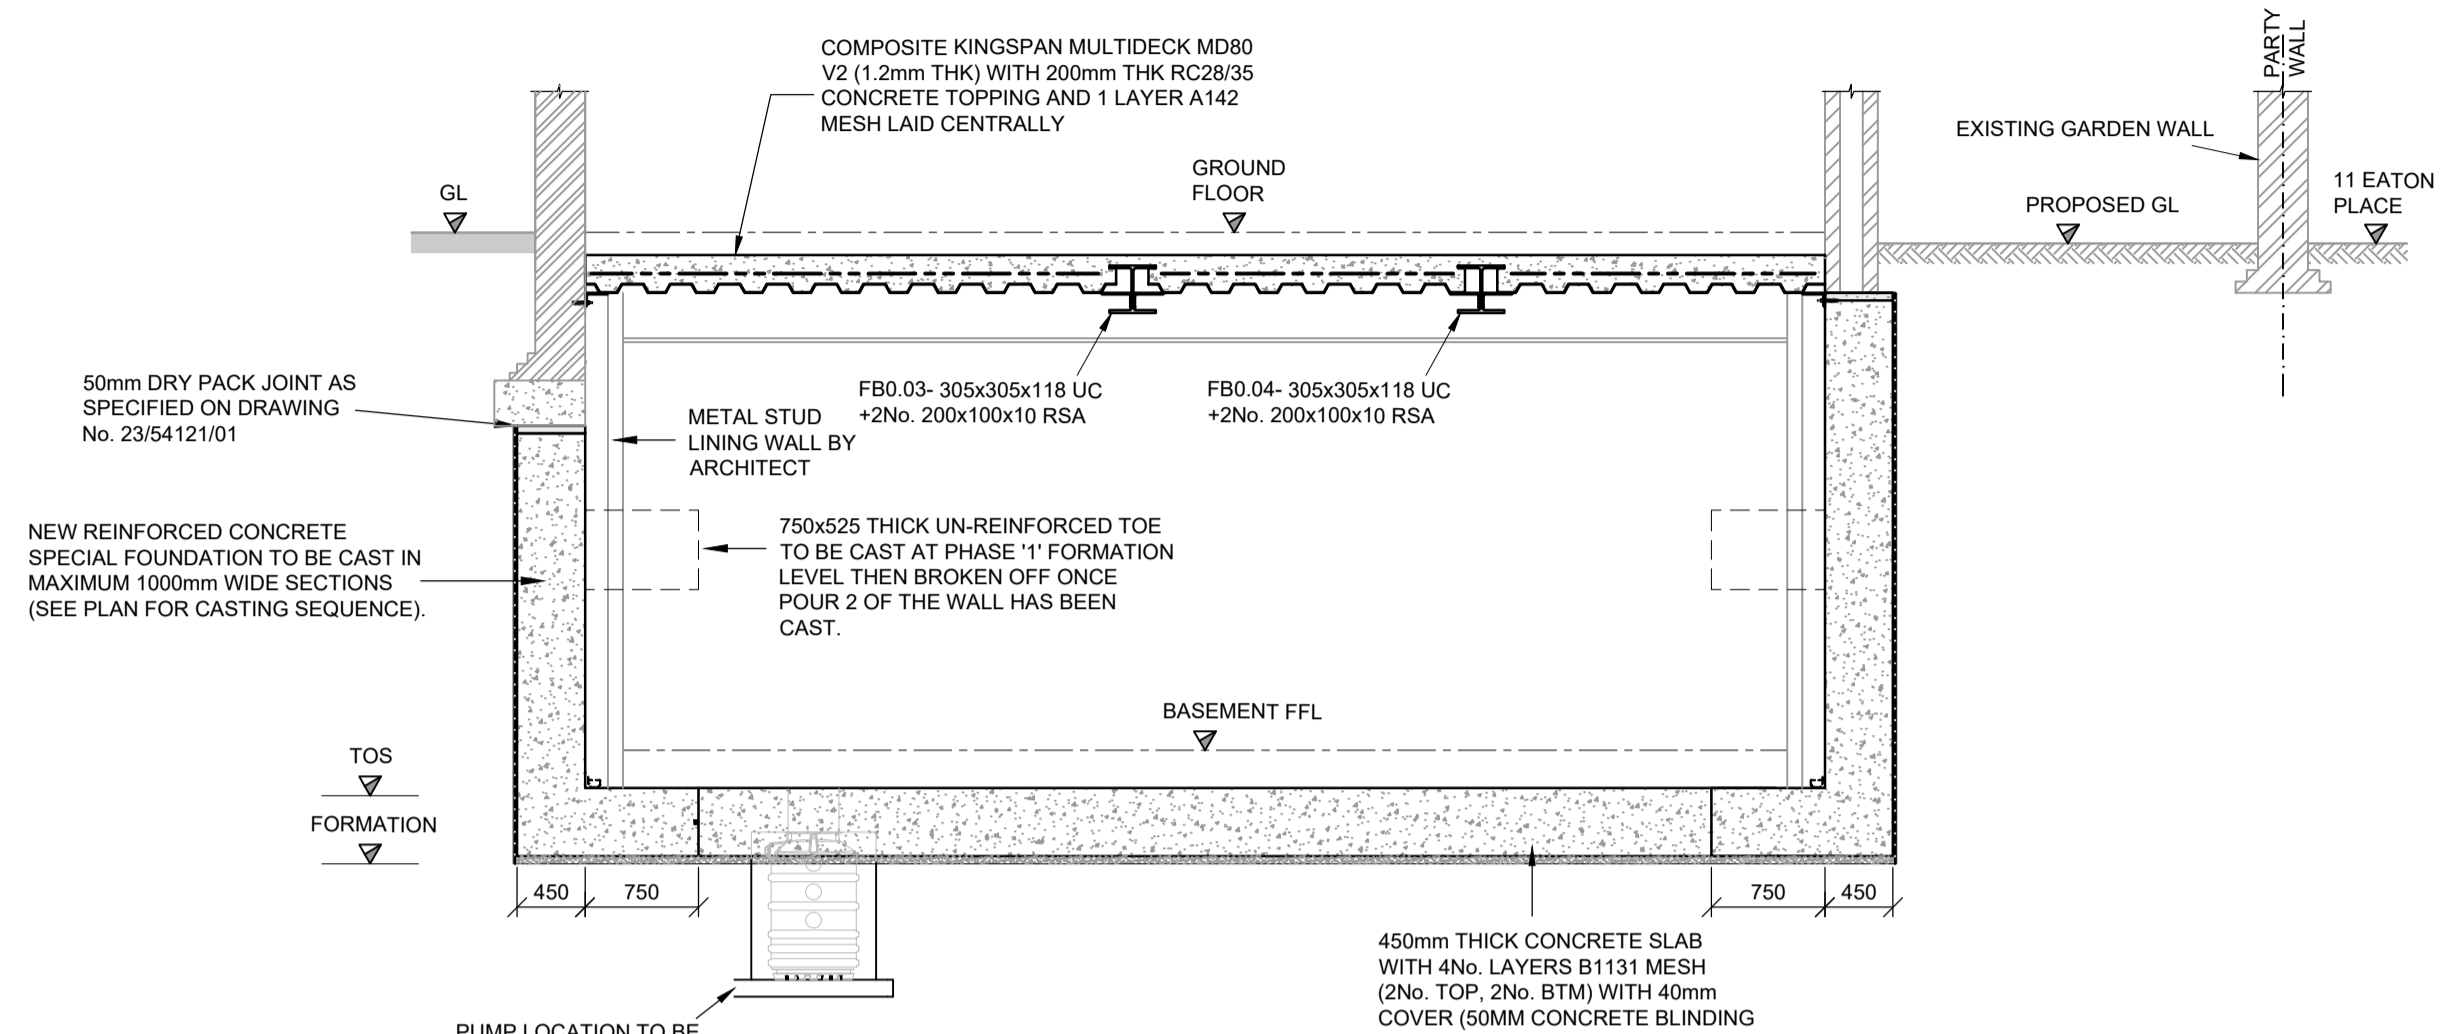 COMPOSITE KINGSPAN MULTIDECK MD80
V2 (1.2mm THK) WITH 200mm THK RC28/35
CONCRETE TOPPING AND 1 LAYER A142
MESH LAID CENTRALLY
PARTY
WALL
EXISTING GARDEN WALL
GL
GROUND
FLOOR
PROPOSED GL
11 EATON
PLACE
50mm DRY PACK JOINT AS
SPECIFIED ON DRAWING
No. 23/54121/01
METAL STUD
LINING WALL BY
ARCHITECT
FB0.03- 305x305x118 UC
+2No. 200x100x10 RSA
FB0.04- 305x305x118 UC
+2No. 200x100x10 RSA
NEW REINFORCED CONCRETE
SPECIAL FOUNDATION TO BE CAST IN
MAXIMUM 1000mm WIDE SECTIONS
(SEE PLAN FOR CASTING SEQUENCE).
750x525 THICK UN-REINFORCED TOE
TO BE CAST AT PHASE '1' FORMATION
LEVEL THEN BROKEN OFF ONCE
POUR 2 OF THE WALL HAS BEEN
CAST.
BASEMENT FFL
TOS
FORMATION
450
750
750
450
450mm THICK CONCRETE SLAB
WITH 4No. LAYERS B1131 MESH
(2No. TOP, 2No. BTM) WITH 40mm
COVER (50MM CONCRETE BLINDING
PUMP LOCATION TO BE